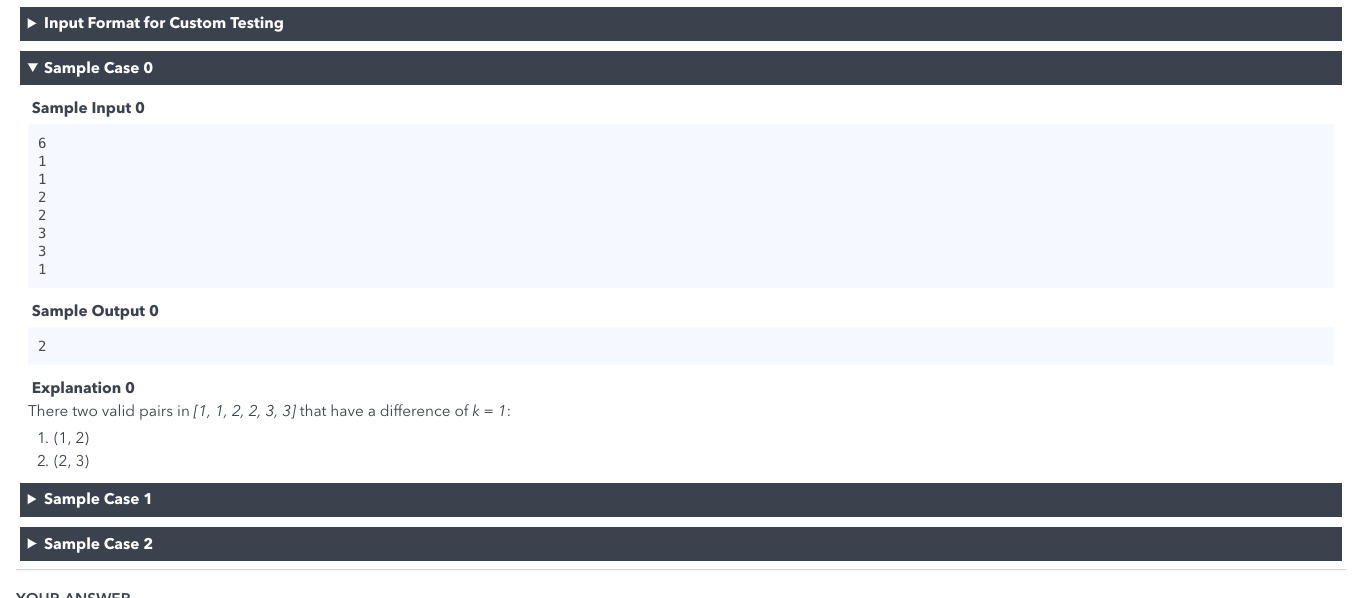 Input Format for Custom Testing
Sample Case 0
Sample Input 0
6
1
1
2
2
3
3
1
Sample Output 0
2
Explanation 0
There two valid pairs in [1, 1, 2, 2, 3, 3] that have a difference of k = 1:
1. (1, 2)
2. (2, 3)
Sample Case 1
Sample Case 2
YOUR ANSWER